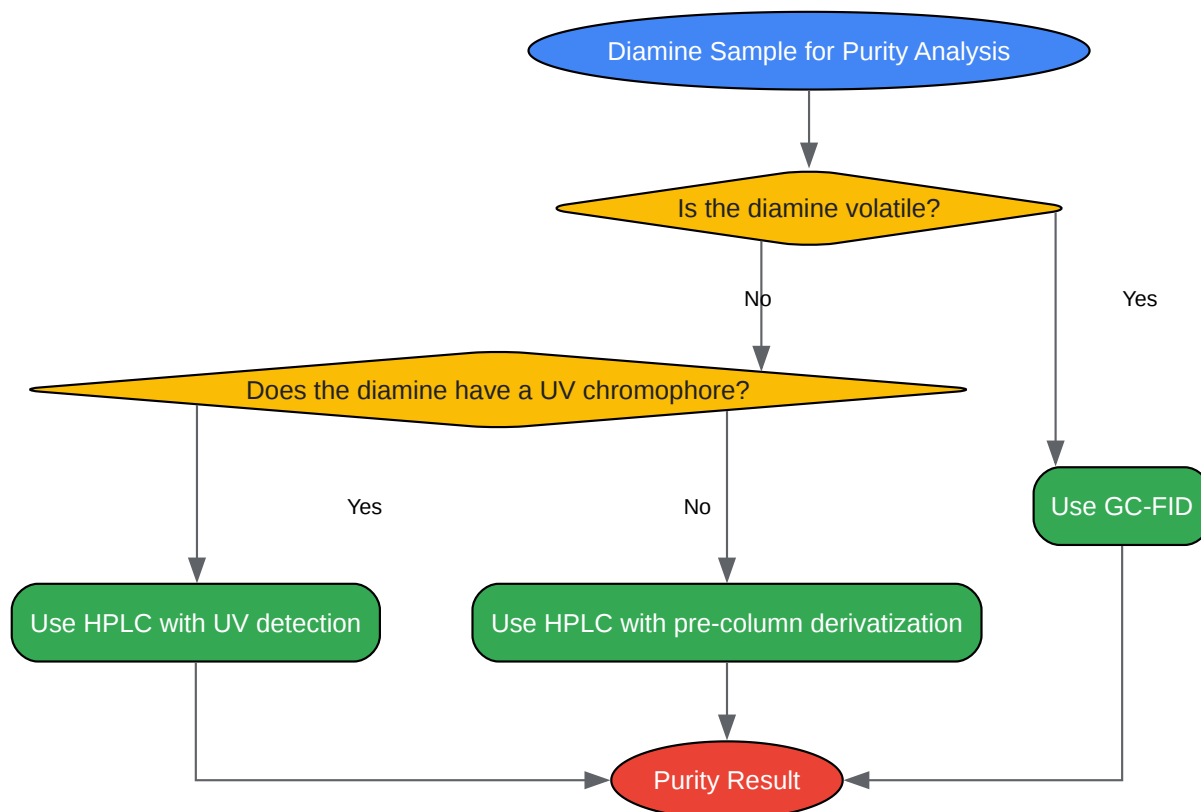 Diamine Sample for Purity Analysis
Is the diamine volatile?
No
Yes
Does the diamine have a UV chromophore?
Yes
No
Use GC-FID
Use HPLC with UV detection
Use HPLC with pre-column derivatization
Purity Result